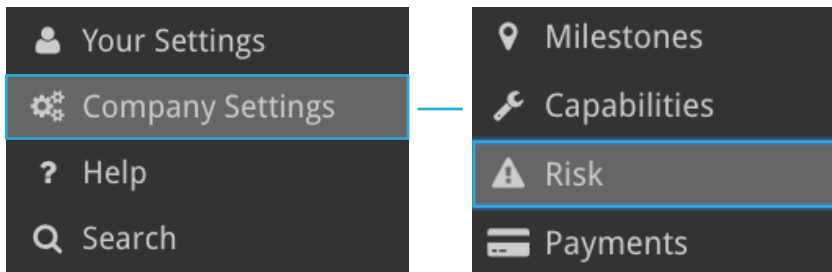 Your Settings
Company Settings
Help
Search
Milestones
Capabilities
Risk
Payments